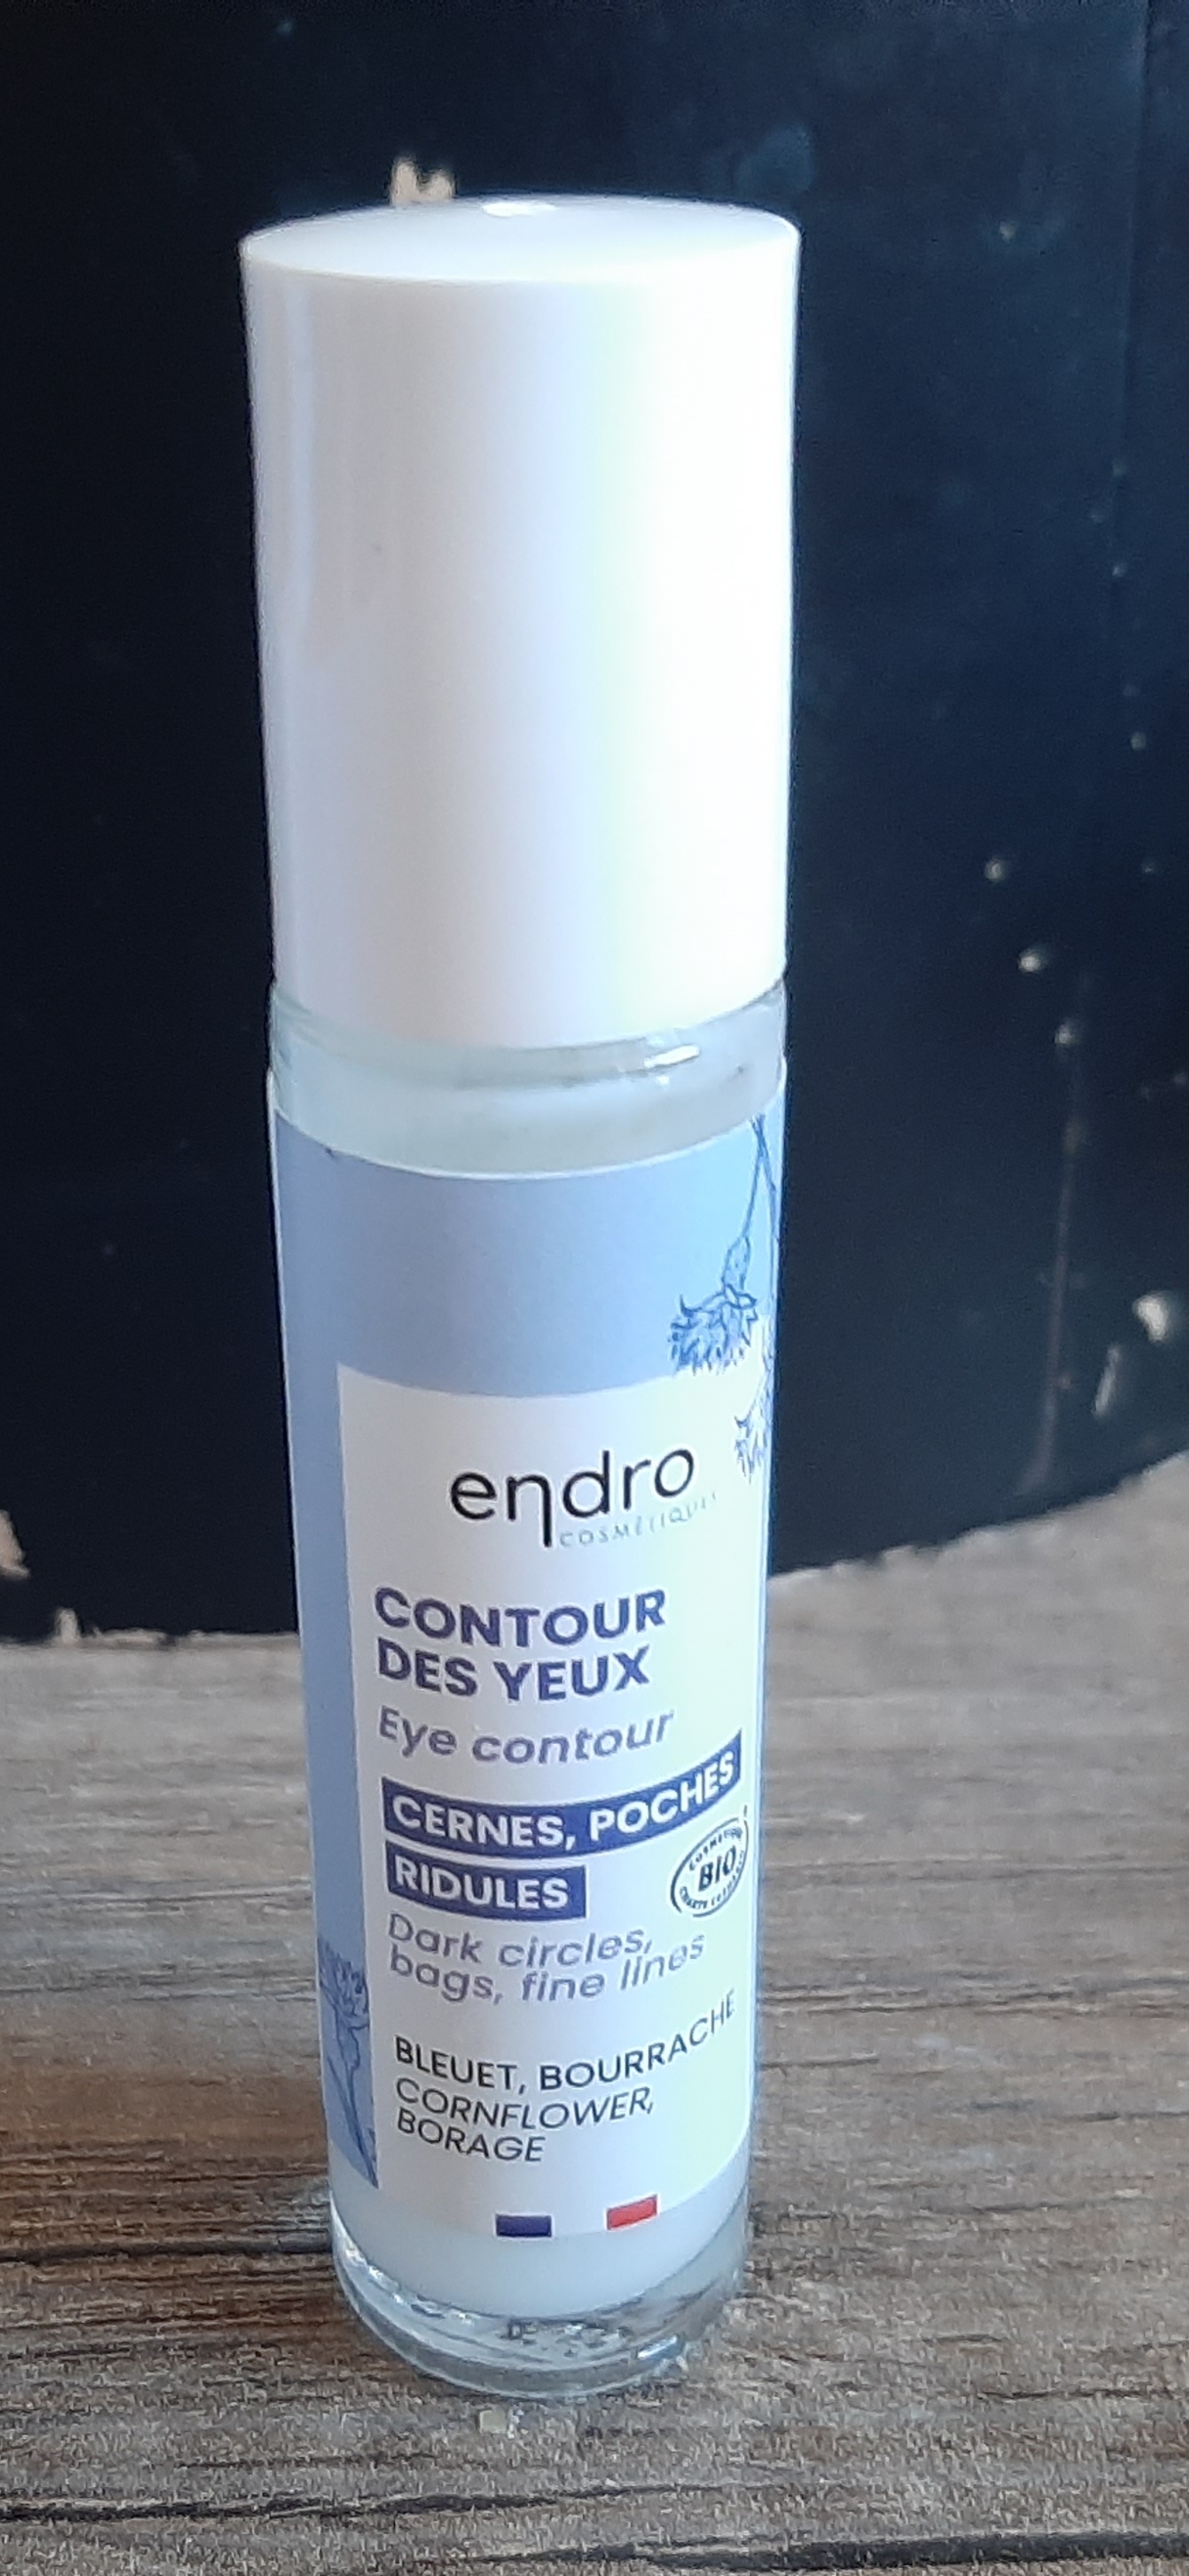 endro
COSMÉTIQUES
CONTOUR
DES YEUX
Eye contour
CERNES, POCHES
RIDULES
BIO
Dark circles,
bags, fine lines
BLEUET, BOURRACHE
CORNFLOWER,
BORAGE